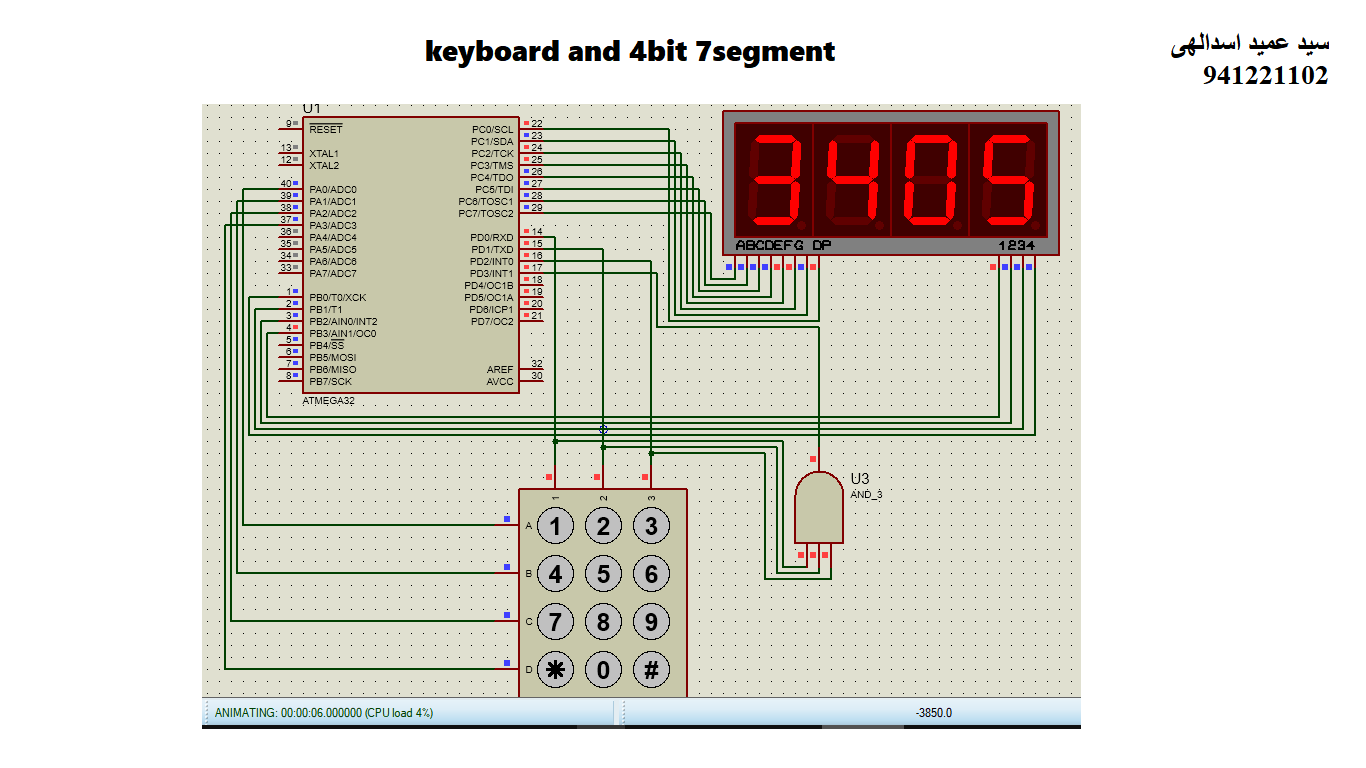 keyboard and 4bit 7segment
سید عمید اسدالهی
941221102
U1
9 RESET
13 XTAL1
12 XTAL2
40 PA0/ADC0
39 PA1/ADC1
38 PA2/ADC2
37 PA3/ADC3
36 PA4/ADC4
35 PA5/ADC5
34 PA6/ADC6
33 PA7/ADC7
1 PB0/T0/XCK
2 PB1/T1
3 PB2/AIN0/INT2
4 PB3/AIN1/OC0
5 PB4/SS
6 PB5/MOSI
7 PB6/MISO
8 PB7/SCK
PC0/SCL 22
PC1/SDA 23
PC2/TCK 24
PC3/TMS 25
PC4/TDO 26
PC5/TDI 27
PC6/TOSC1 28
PC7/TOSC2 29
PD0/RXD 14
PD1/TXD 15
PD2/INT0 16
PD3/INT1 17
PD4/OC1B 18
PD5/OC1A 19
PD6/ICP1 20
PD7/OC2 21
AREF 32
AVCC 30
ATMEGA32
3405
ABCDEFG DP 1234
U3
AND_3
1 2 3
A 1 2 3
B 4 5 6
C 7 8 9
D * 0 #
ANIMATING: 00:00:06.000000 (CPU load 4%) -3850.0